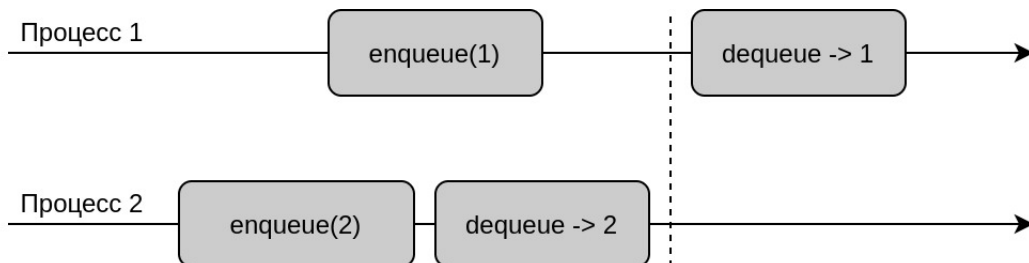 Процесс 1
enqueue(1)
dequeue -> 1
Процесс 2
enqueue(2)
dequeue -> 2